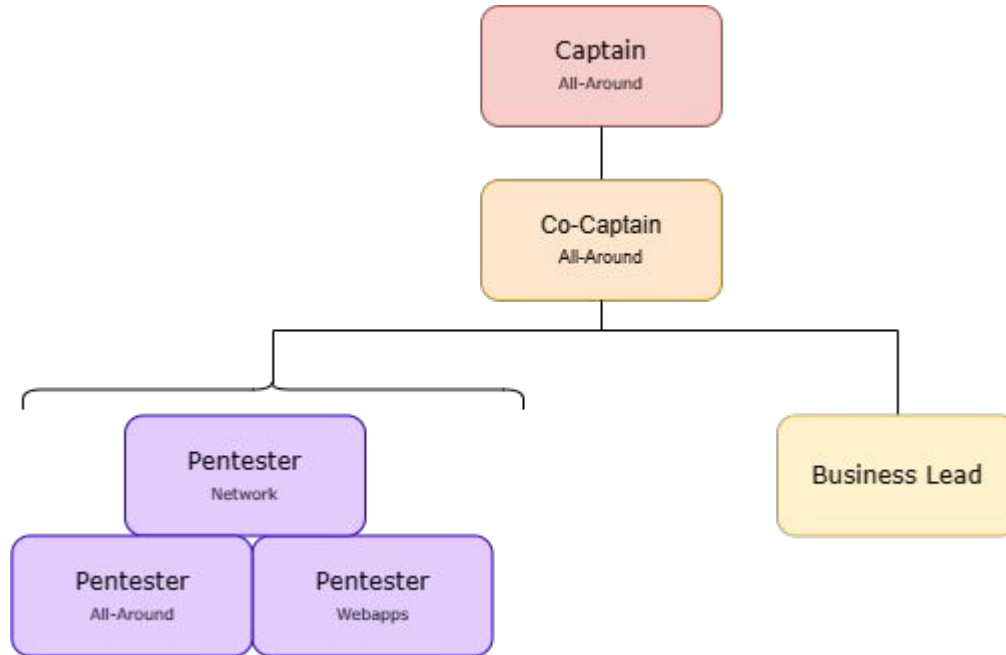 Captain
All-Around
Co-Captain
All-Around
Pentester
Network
Business Lead
Pentester
All-Around
Pentester
Webapps